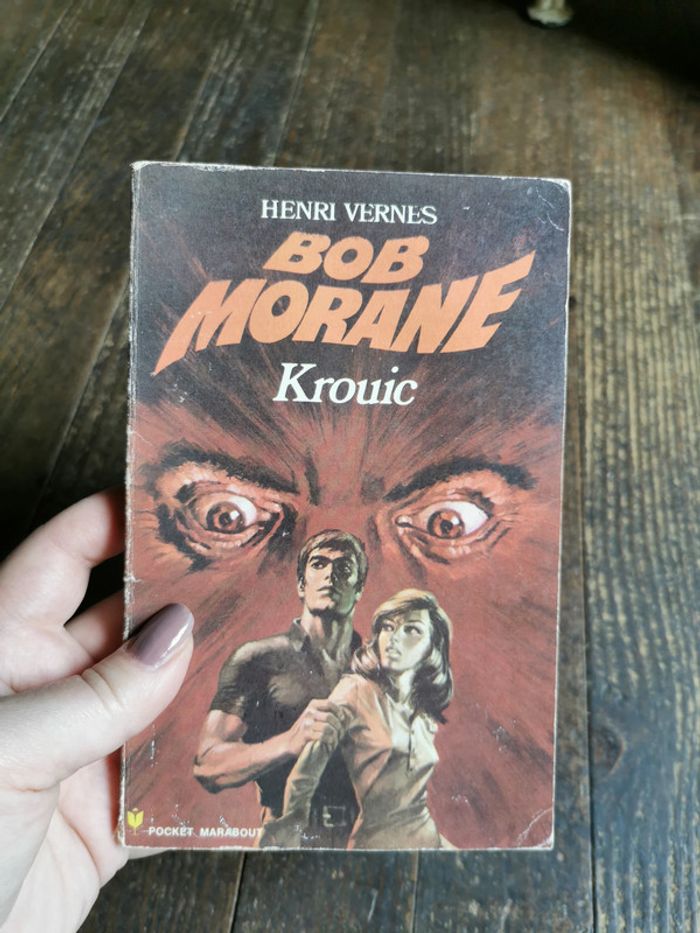 HENRI VERNES
BOB
MORANE
Krouic
POCKET MARABOUT